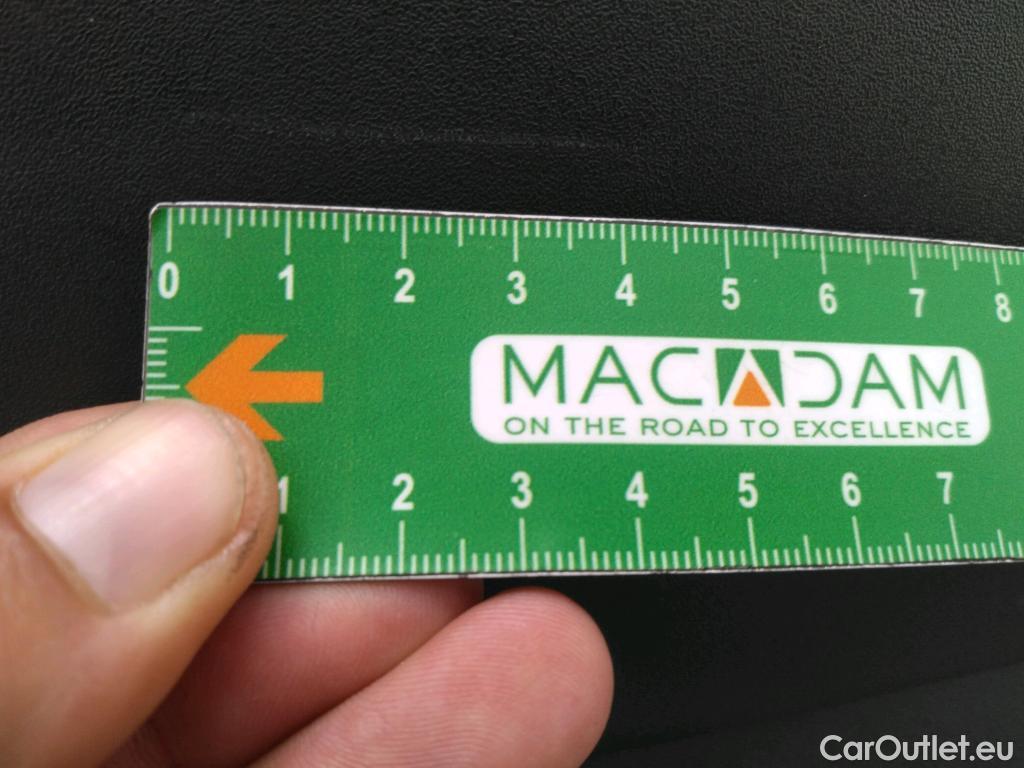 0 1 2 3 4 5 6 7 8
MACADAM
ON THE ROAD TO EXCELLENCE
1 2 3 4 5 6 7
CarOutlet.eu